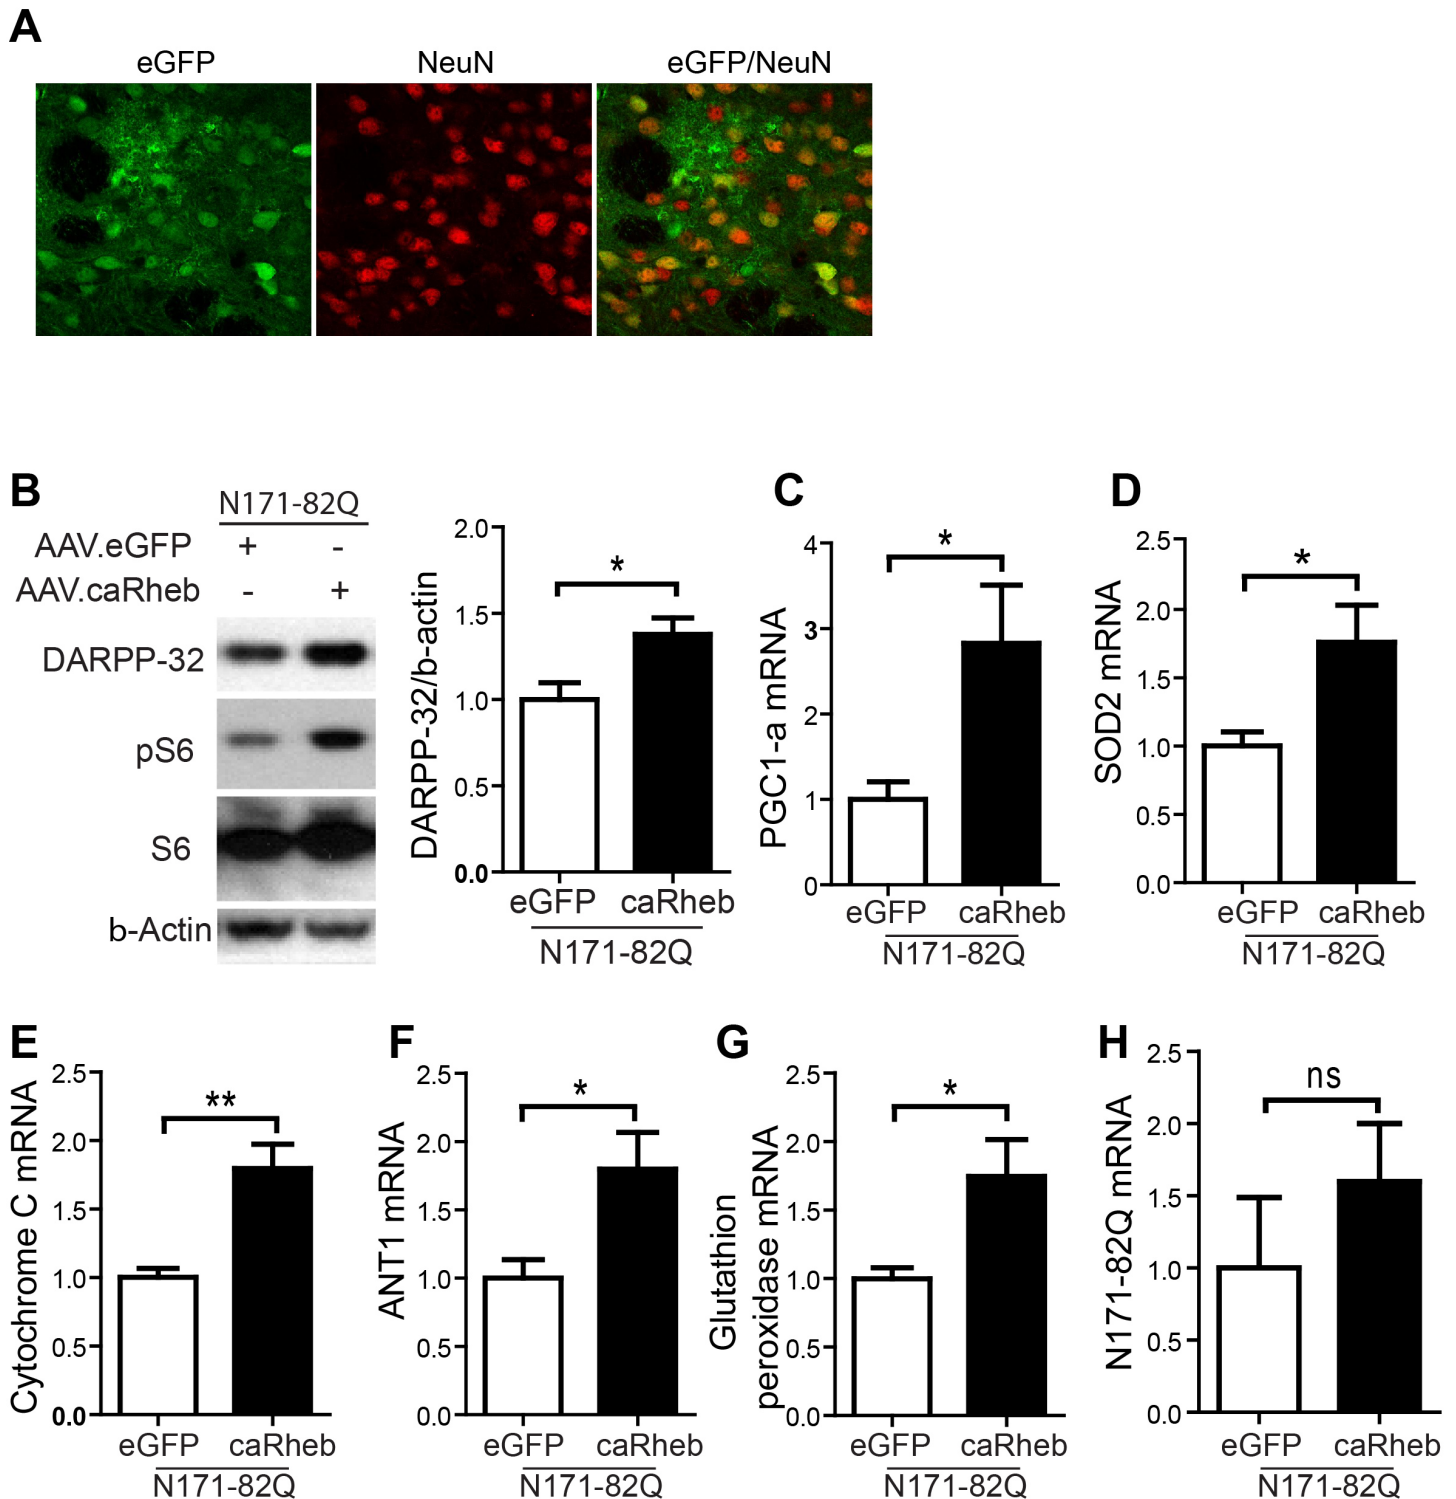 A
eGFP NeuN eGFP/NeuN
B
N171-82Q
AAV.eGFP + -
AAV.caRheb - +
DARPP-32
pS6
S6
b-Actin
DARPP-32/b-actin
2.0
1.5
1.0
0.5
0.0
*
eGFP caRheb
N171-82Q
C
PGC1-a mRNA
4
3
2
1
0
*
eGFP caRheb
N171-82Q
D
SOD2 mRNA
2.5
2.0
1.5
1.0
0.5
0.0
*
eGFP caRheb
N171-82Q
E
Cytochrome C mRNA
2.5
2.0
1.5
1.0
0.5
0.0
**
eGFP caRheb
N171-82Q
F
ANT1 mRNA
2.5
2.0
1.5
1.0
0.5
0.0
*
eGFP caRheb
N171-82Q
G
Glutathion
peroxidase mRNA
2.5
2.0
1.5
1.0
0.5
0.0
*
eGFP caRheb
N171-82Q
H
N171-82Q mRNA
2.5
2.0
1.5
1.0
0.5
0.0
ns
eGFP caRheb
N171-82Q